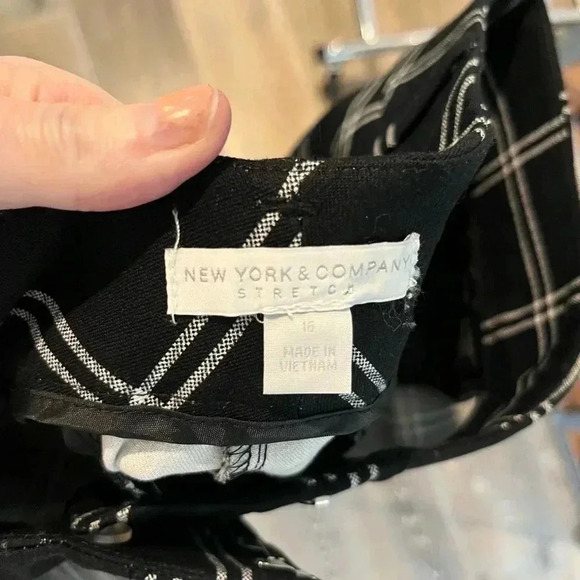 NEW YORK & COMPANY
STRETCH
16
MADE IN
VIETNAM